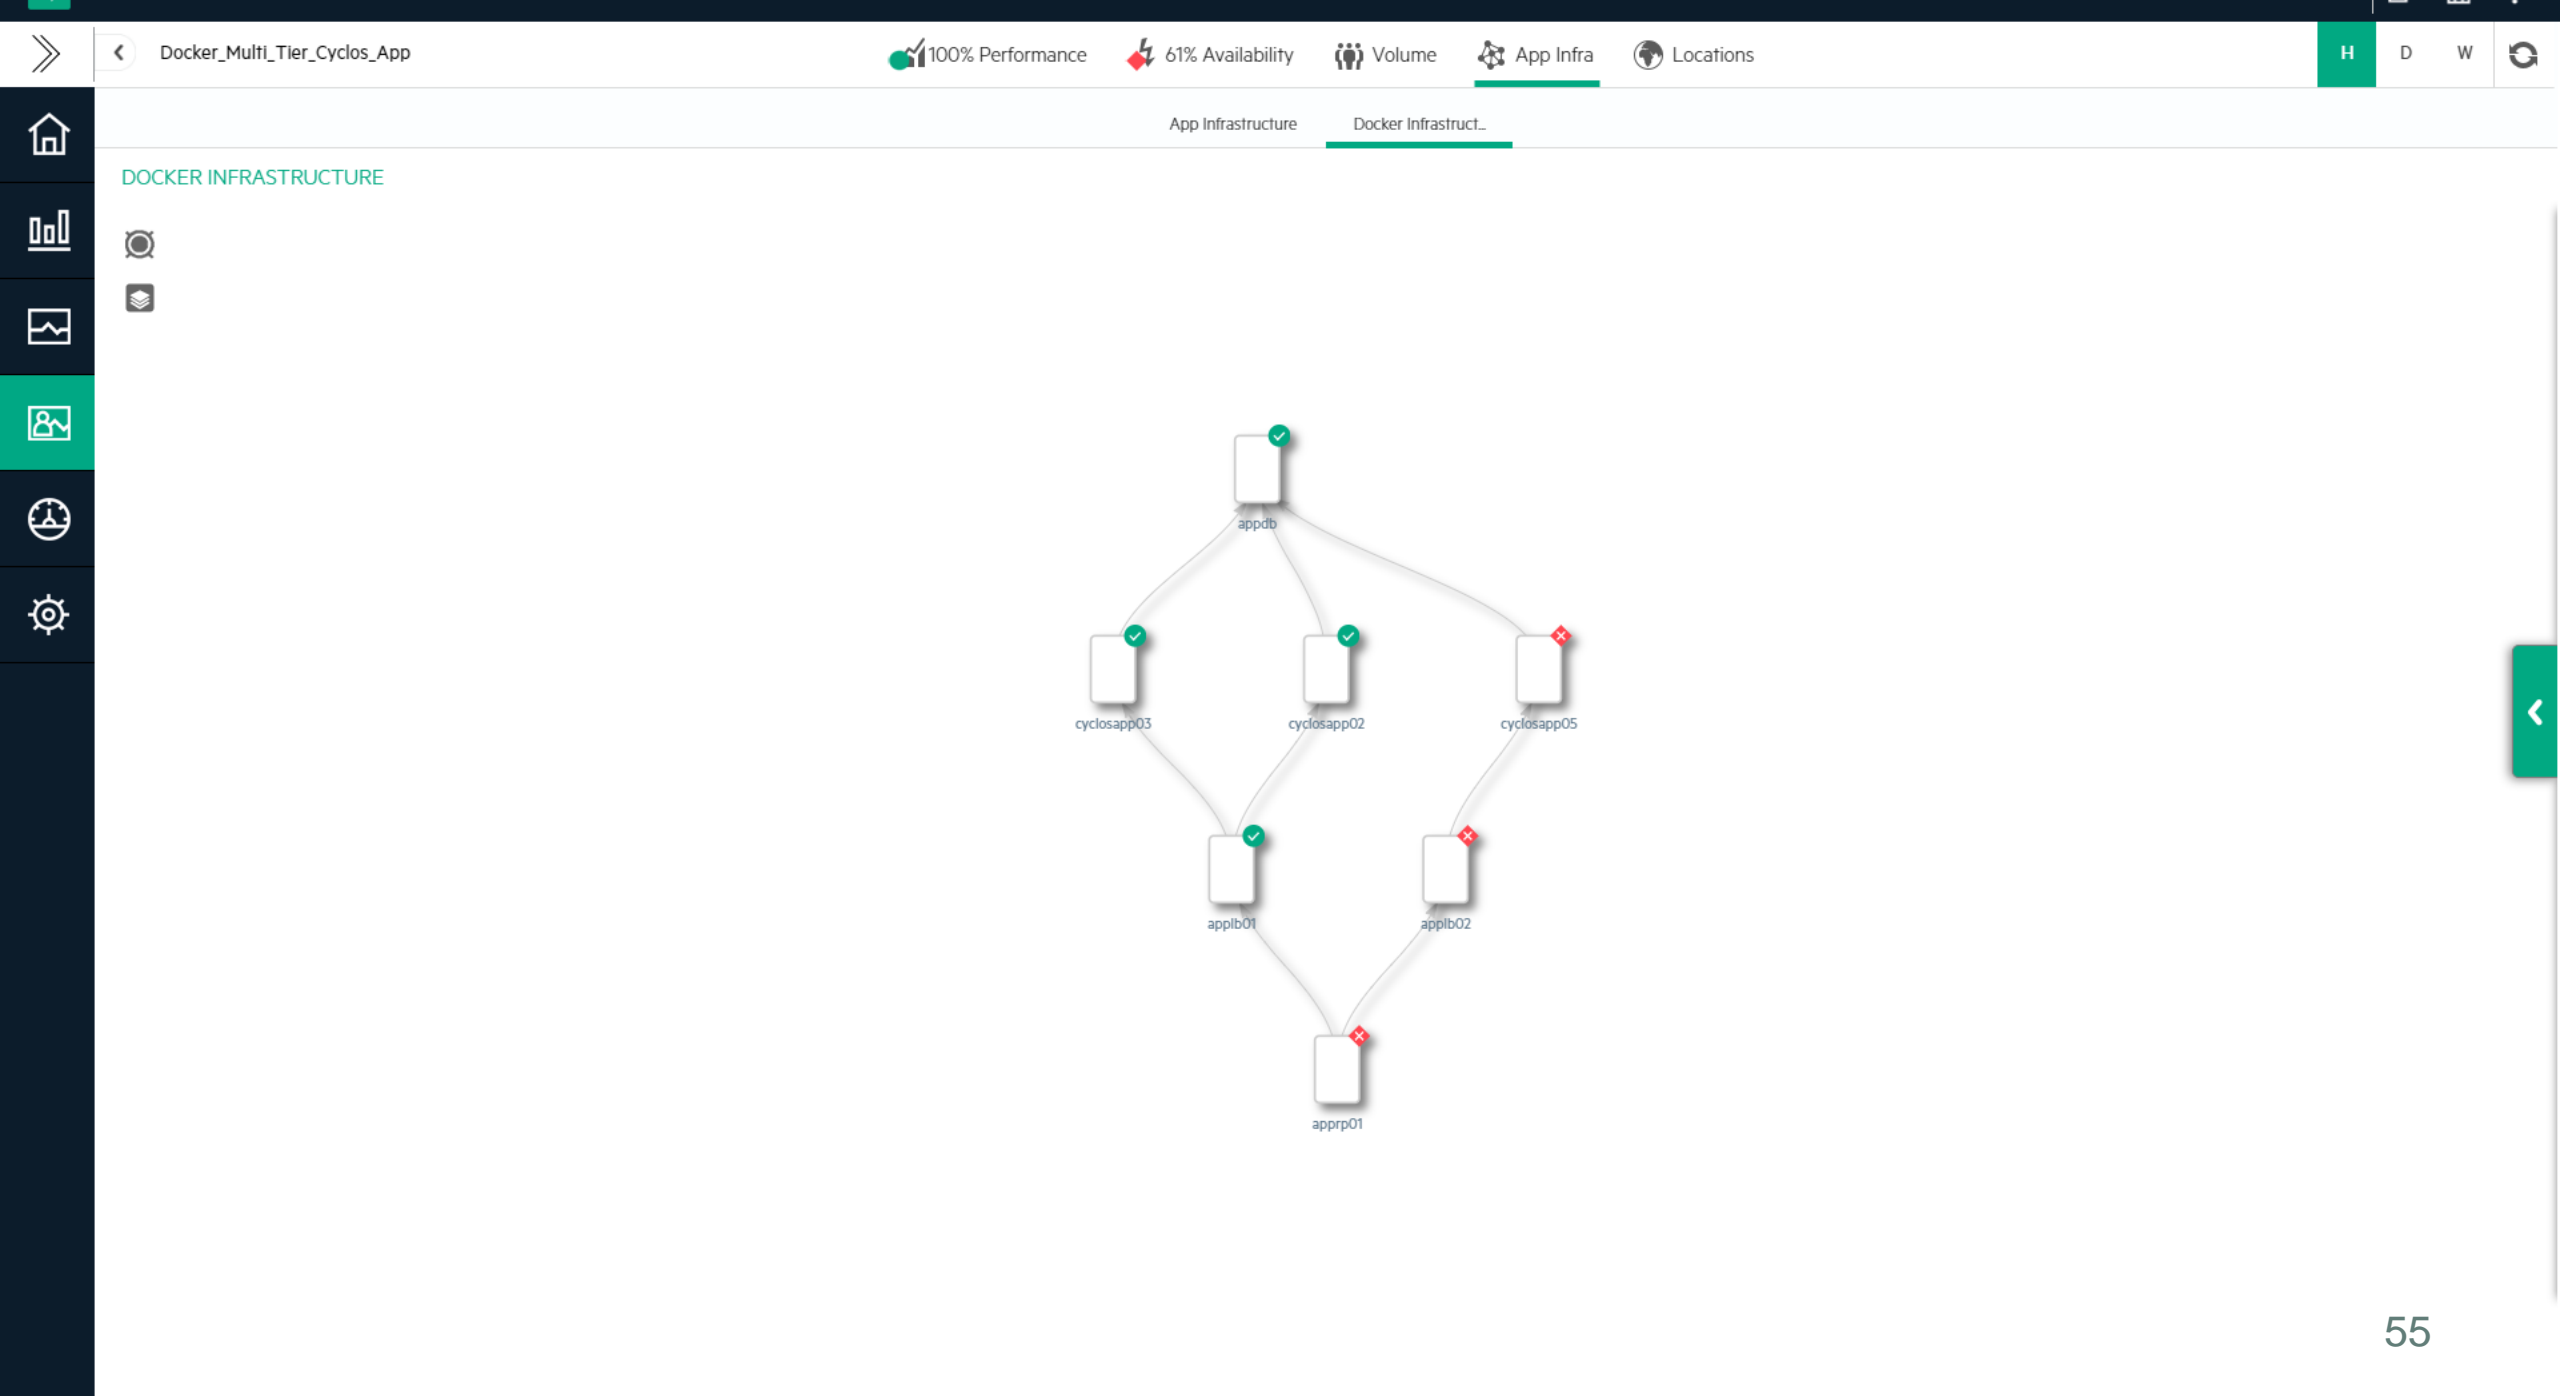 Docker_Multi_Tier_Cyclos_App
100% Performance
61% Availability
Volume
App Infra
Locations
H
D
W
App Infrastructure
Docker Infrastruct...
DOCKER INFRASTRUCTURE
appdb
cyclosapp03
cyclosapp02
cyclosapp05
applb01
applb02
apprp01
55